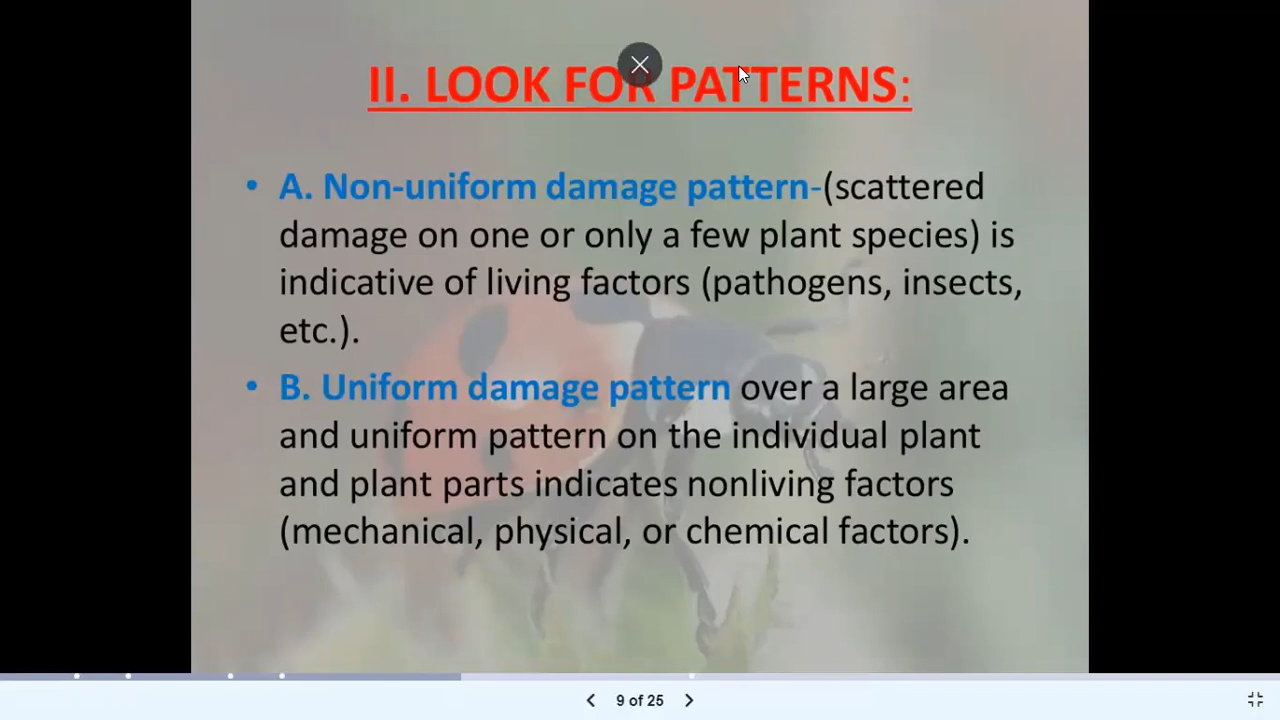 II. LOOK FOR PATTERNS:
• A. Non-uniform damage pattern-(scattered
damage on one or only a few plant species) is
indicative of living factors (pathogens, insects,
etc.).
• B. Uniform damage pattern over a large area
and uniform pattern on the individual plant
and plant parts indicates nonliving factors
(mechanical, physical, or chemical factors).
9 of 25